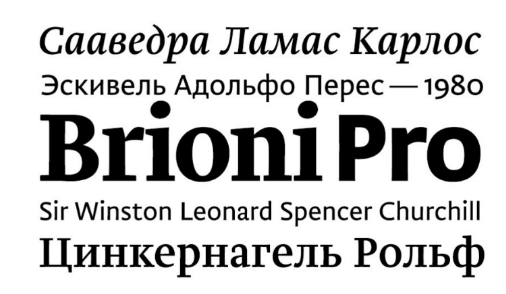 Сааведра Ламас Карлос
Эскивель Адольфо Перес — 1980
Brioni Pro
Sir Winston Leonard Spencer Churchill
Цинкернагель Рольф